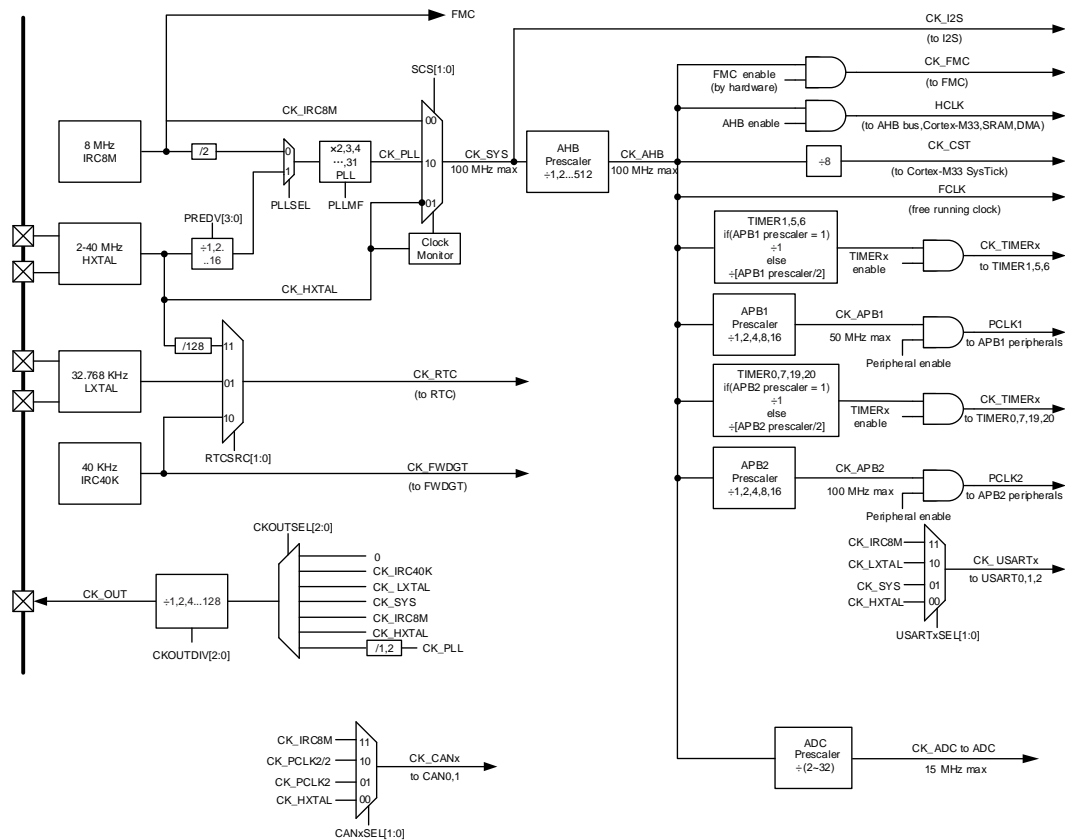 FMC
SCS[1:0]
CK_IRC8M
00
8 MHz
IRC8M
/2
0
1
PLLSEL
×2,3,4
…,31
PLL
PLLMF
CK_PLL
10
01
Clock
Monitor
CK_SYS
100 MHz max
AHB
Prescaler
÷1,2...512
CK_AHB
100 MHz max
PREDV[3:0]
÷1,2.
..16
2-40 MHz
HXTAL
CK_HXTAL
/128
11
01
10
RTCSRC[1:0]
32.768 KHz
LXTAL
CK_RTC
(to RTC)
40 KHz
IRC40K
CK_FWDGT
(to FWDGT)
CK_I2S
(to I2S)
FMC enable
(by hardware)
CK_FMC
(to FMC)
AHB enable
HCLK
(to AHB bus,Cortex-M33,SRAM,DMA)
÷8
CK_CST
(to Cortex-M33 SysTick)
FCLK
(free running clock)
TIMER1,5,6
if(APB1 prescaler = 1)
÷1
else
÷[APB1 prescaler/2]
TIMERx
enable
CK_TIMERx
to TIMER1,5,6
APB1
Prescaler
÷1,2,4,8,16
CK_APB1
50 MHz max
Peripheral enable
PCLK1
to APB1 peripherals
TIMER0,7,19,20
if(APB2 prescaler = 1)
÷1
else
÷[APB2 prescaler/2]
TIMERx
enable
CK_TIMERx
to TIMER0,7,19,20
APB2
Prescaler
÷1,2,4,8,16
CK_APB2
100 MHz max
Peripheral enable
PCLK2
to APB2 peripherals
CK_IRC8M
11
CK_LXTAL
10
CK_SYS
01
CK_HXTAL
00
USARTxSEL[1:0]
CK_USARTx
to USART0,1,2
CK_OUT
÷1,2,4...128
CKOUTDIV[2:0]
CKOUTSEL[2:0]
0
CK_IRC40K
CK_LXTAL
CK_SYS
CK_IRC8M
CK_HXTAL
/1,2
CK_PLL
CK_IRC8M
11
CK_PCLK2/2
10
CK_PCLK2
01
CK_HXTAL
00
CANxSEL[1:0]
CK_CANx
to CAN0,1
ADC
Prescaler
÷(2~32)
CK_ADC to ADC
15 MHz max